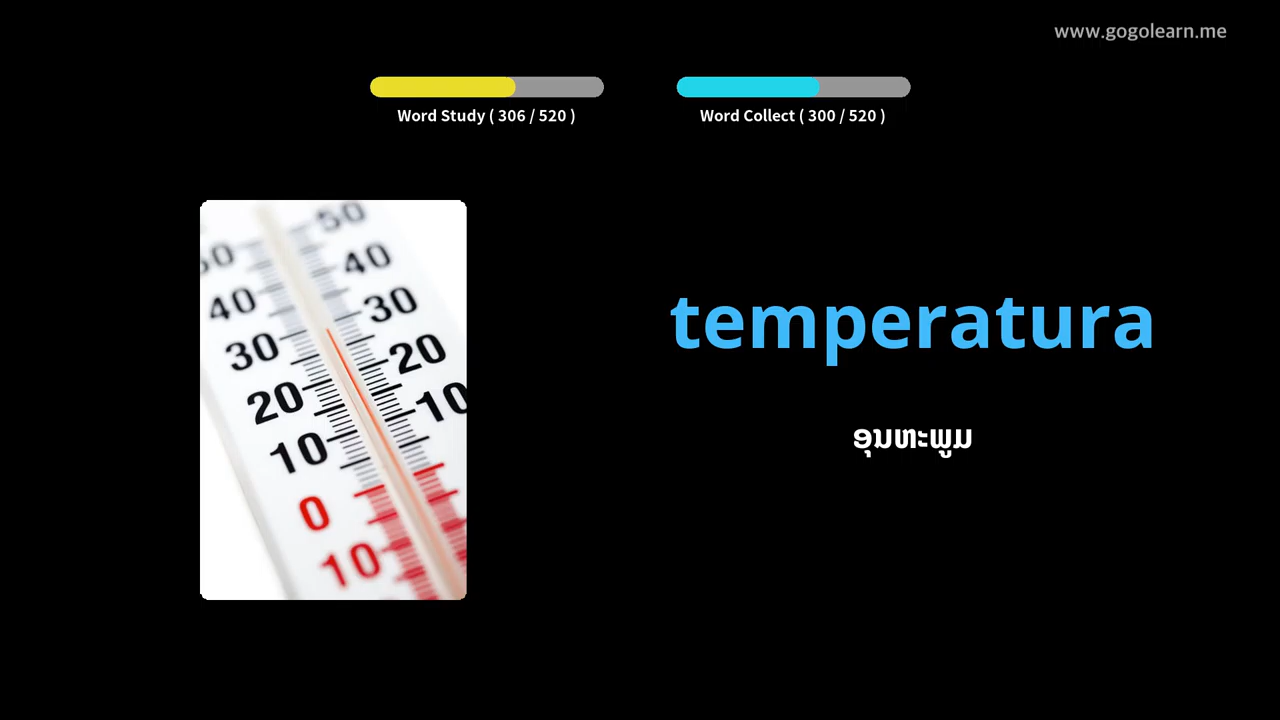 www.gogolearn.me
Word Study ( 306 / 520 )
Word Collect ( 300 / 520 )
50
40
30
20
10
50
40
30
20
10
0
10
temperatura
ອຸນຫະພູມ